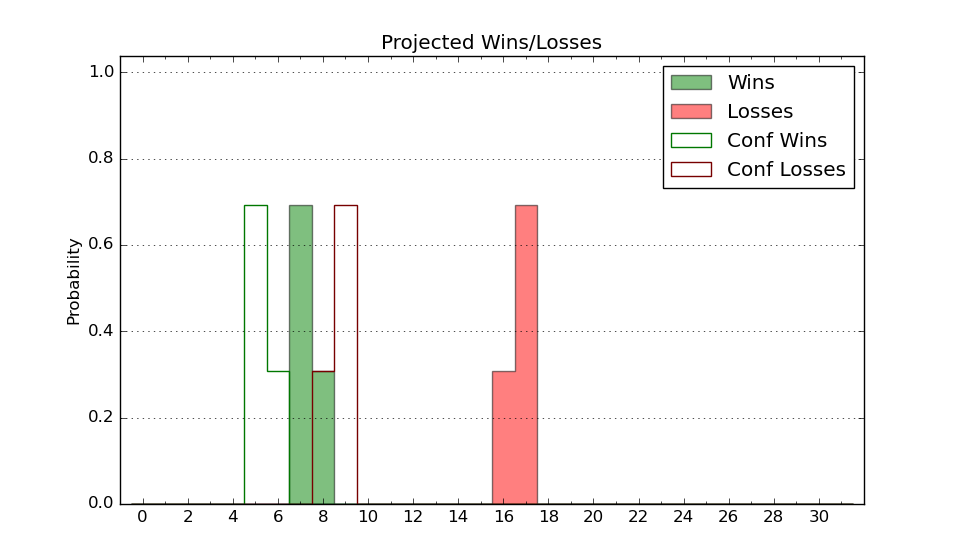 Projected Wins/Losses
Wins
Losses
Conf Wins
Conf Losses
Probability
1.0
0.8
0.6
0.4
0.2
0.0
0 2 4 6 8 10 12 14 16 18 20 22 24 26 28 30